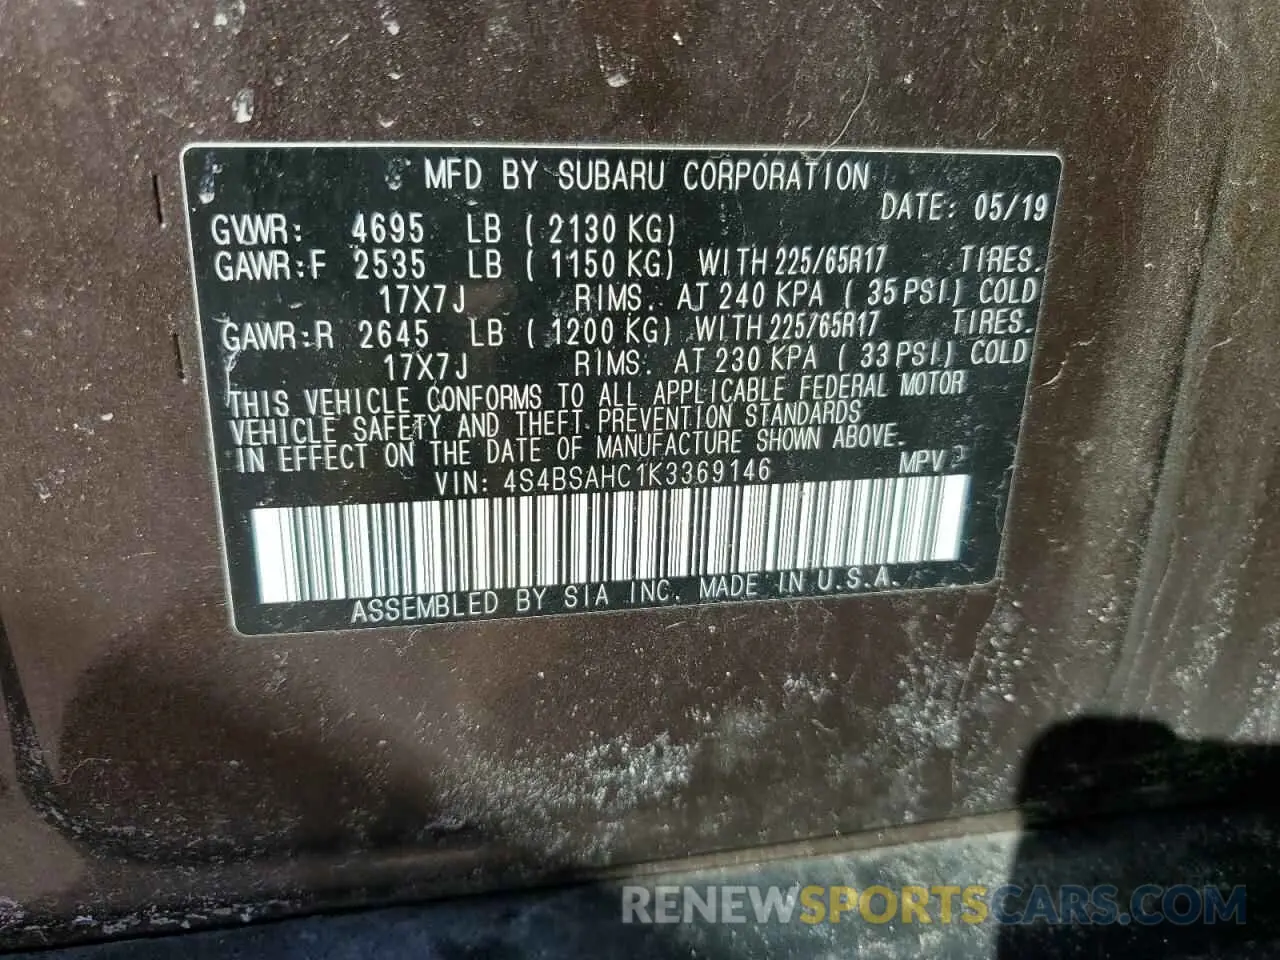 MFD BY SUBARU CORPORATION
DATE: 05/19
GVWR: 4695 LB ( 2130 KG)
GAWR:F 2535 LB ( 1150 KG) WITH 225/65R17 TIRES.
17X7J RIMS. AT 240 KPA ( 35 PSI) COLD
GAWR:R 2645 LB ( 1200 KG) WITH 225/65R17 TIRES.
17X7J RIMS. AT 230 KPA ( 33 PSI) COLD
THIS VEHICLE CONFORMS TO ALL APPLICABLE FEDERAL MOTOR
VEHICLE SAFETY AND THEFT PREVENTION STANDARDS
IN EFFECT ON THE DATE OF MANUFACTURE SHOWN ABOVE.
VIN: 4S4BSAHC1K3369146 MPV
ASSEMBLED BY SIA INC. MADE IN U.S.A.
RENEWSPORTSCARS.COM